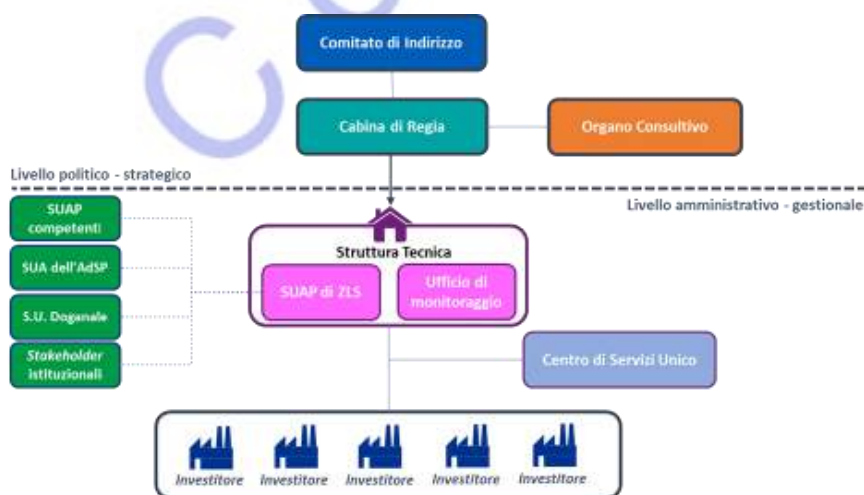 Comitato di Indirizzo
Cabina di Regia
Organo Consultivo
Livello politico - strategico
Livello amministrativo - gestionale
SUAP
competenti
SUA dell'AdSP
S.U. Doganale
Stakeholder
istituzionali
Struttura Tecnica
SUAP di ZLS
Ufficio di
monitoraggio
Centro di Servizi Unico
Investitore
Investitore
Investitore
Investitore
Investitore